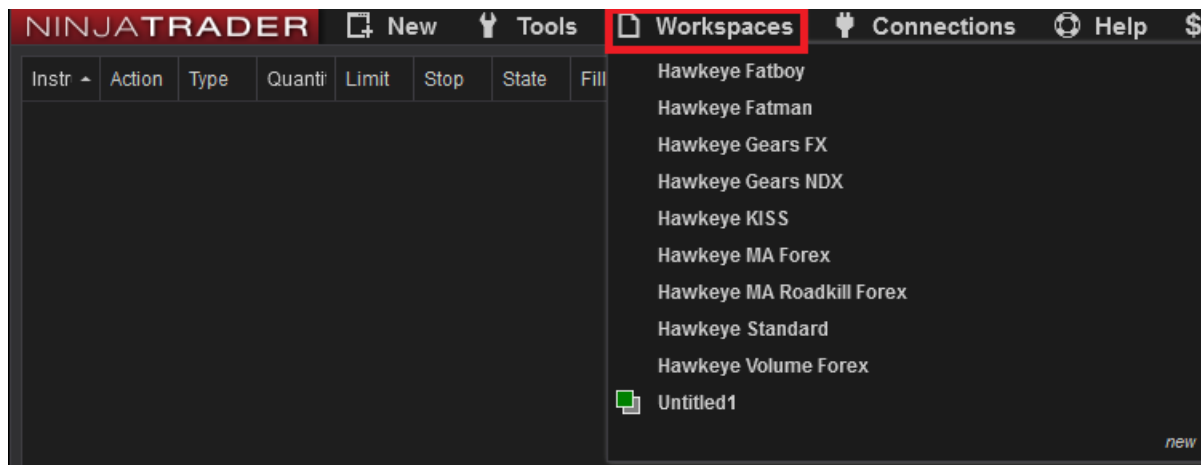 NINJATRADER New Tools Workspaces Connections Help $
Instr Action Type Quanti Limit Stop State Fill
Hawkeye Fatboy
Hawkeye Fatman
Hawkeye Gears FX
Hawkeye Gears NDX
Hawkeye KISS
Hawkeye MA Forex
Hawkeye MA Roadkill Forex
Hawkeye Standard
Hawkeye Volume Forex
Untitled1
new